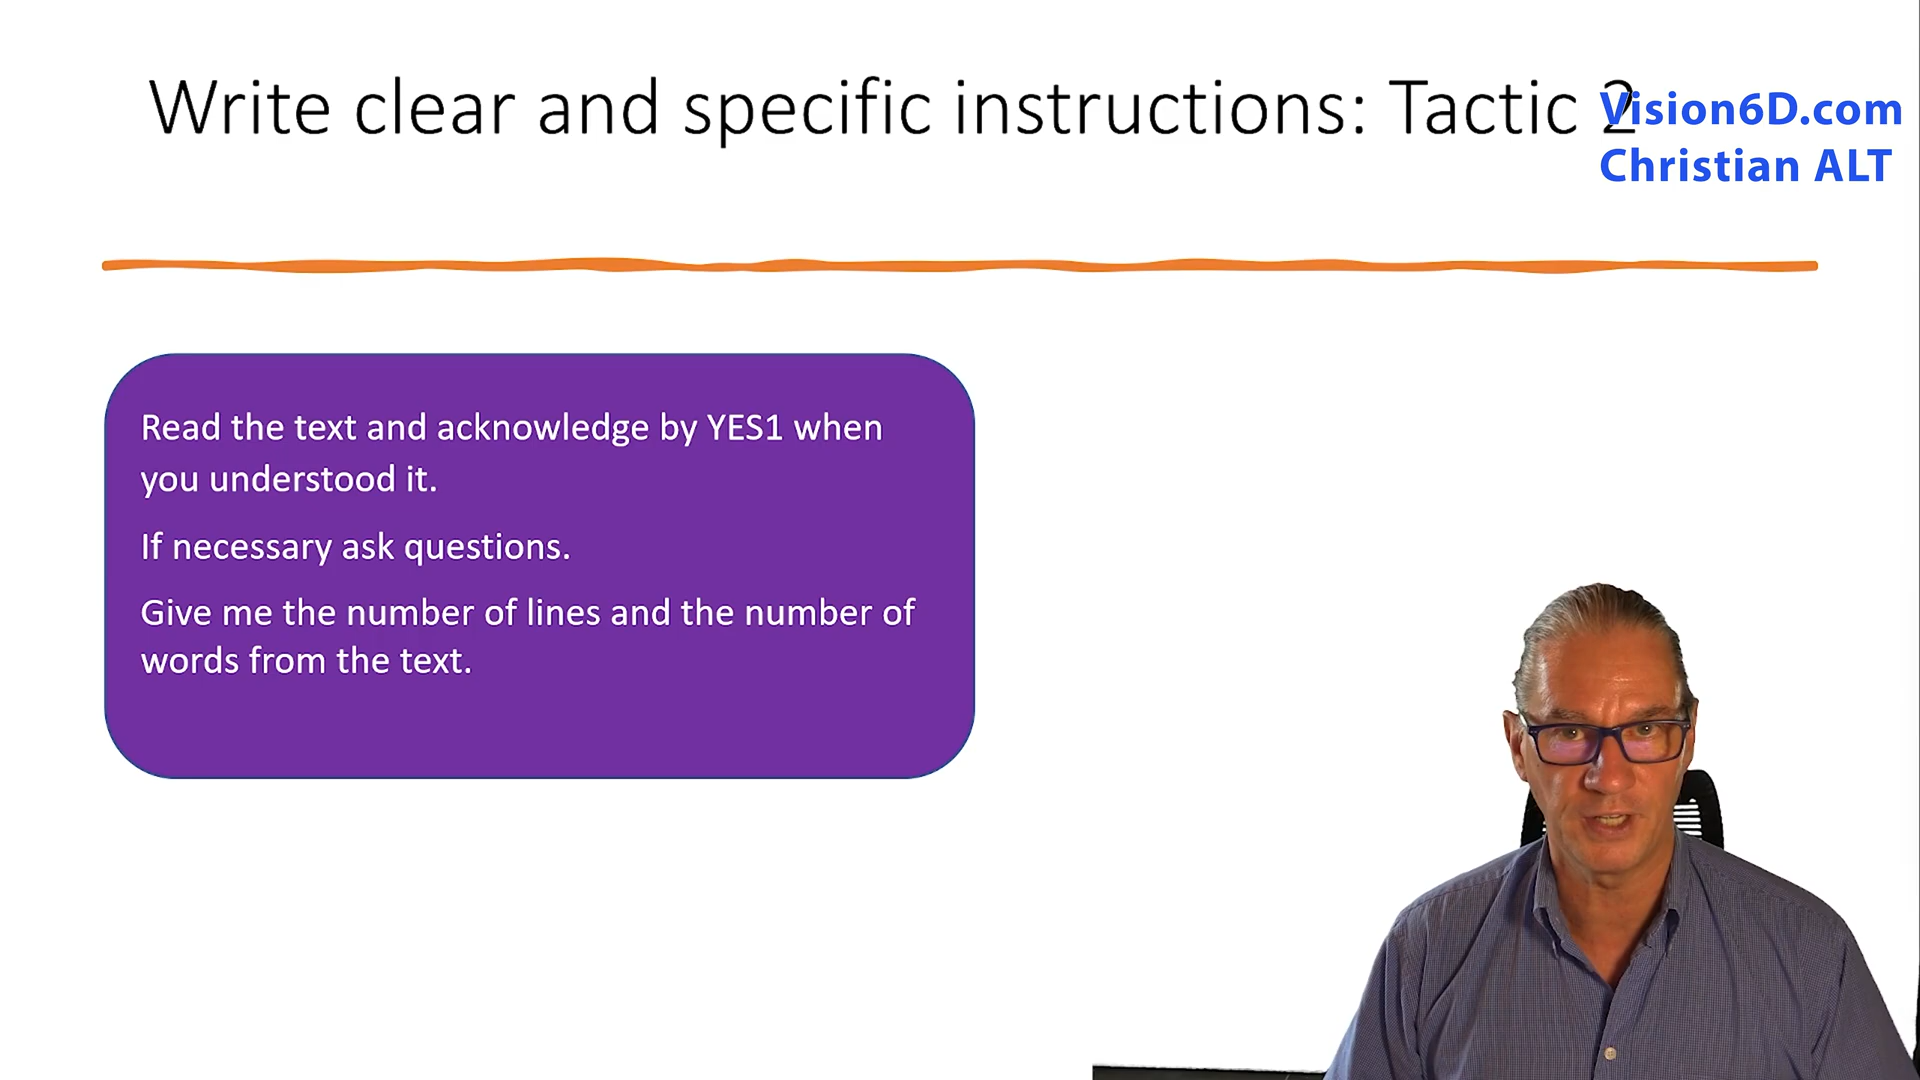 Write clear and specific instructions: Tactic 2
Vision6D.com
Christian ALT
Read the text and acknowledge by YES1 when
you understood it.
If necessary ask questions.
Give me the number of lines and the number of
words from the text.